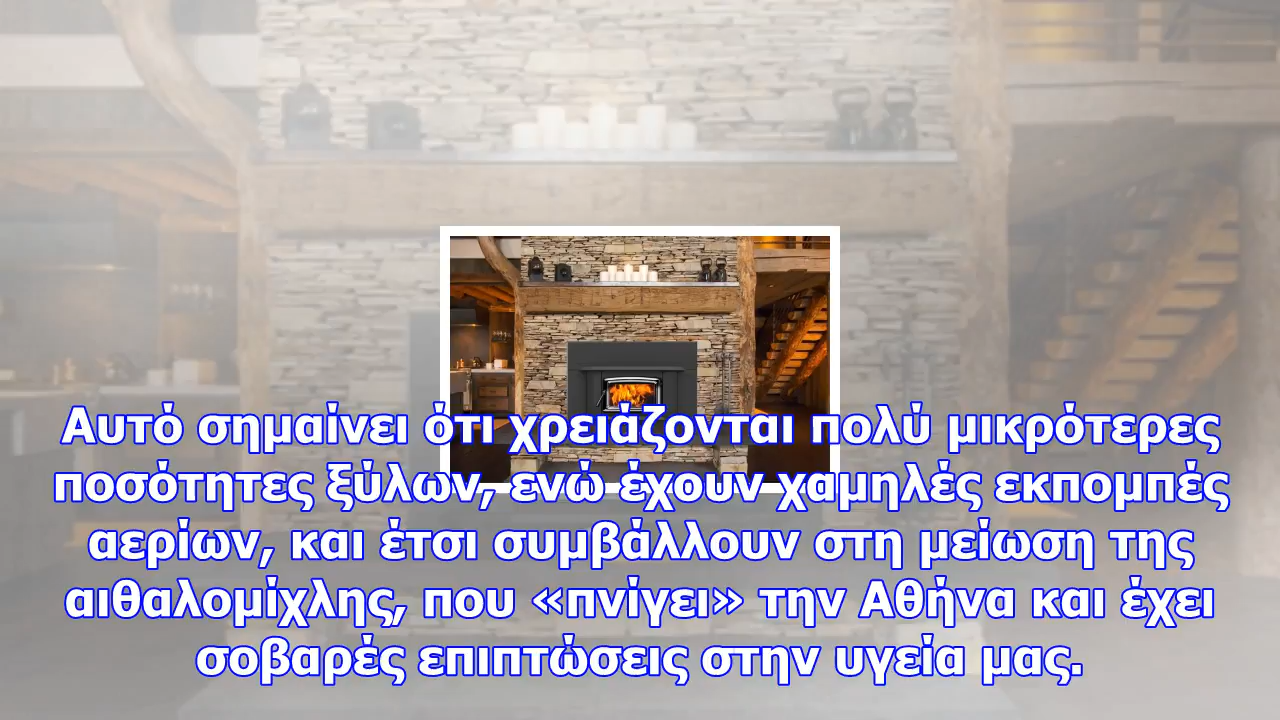 Αυτό σημαίνει ότι χρειάζονται πολύ μικρότερες
ποσότητες ξύλων, ενώ έχουν χαμηλές εκπομπές
αερίων, και έτσι συμβάλλουν στη μείωση της
αιθαλομίχλης, που «πνίγει» την Αθήνα και έχει
σοβαρές επιπτώσεις στην υγεία μας.